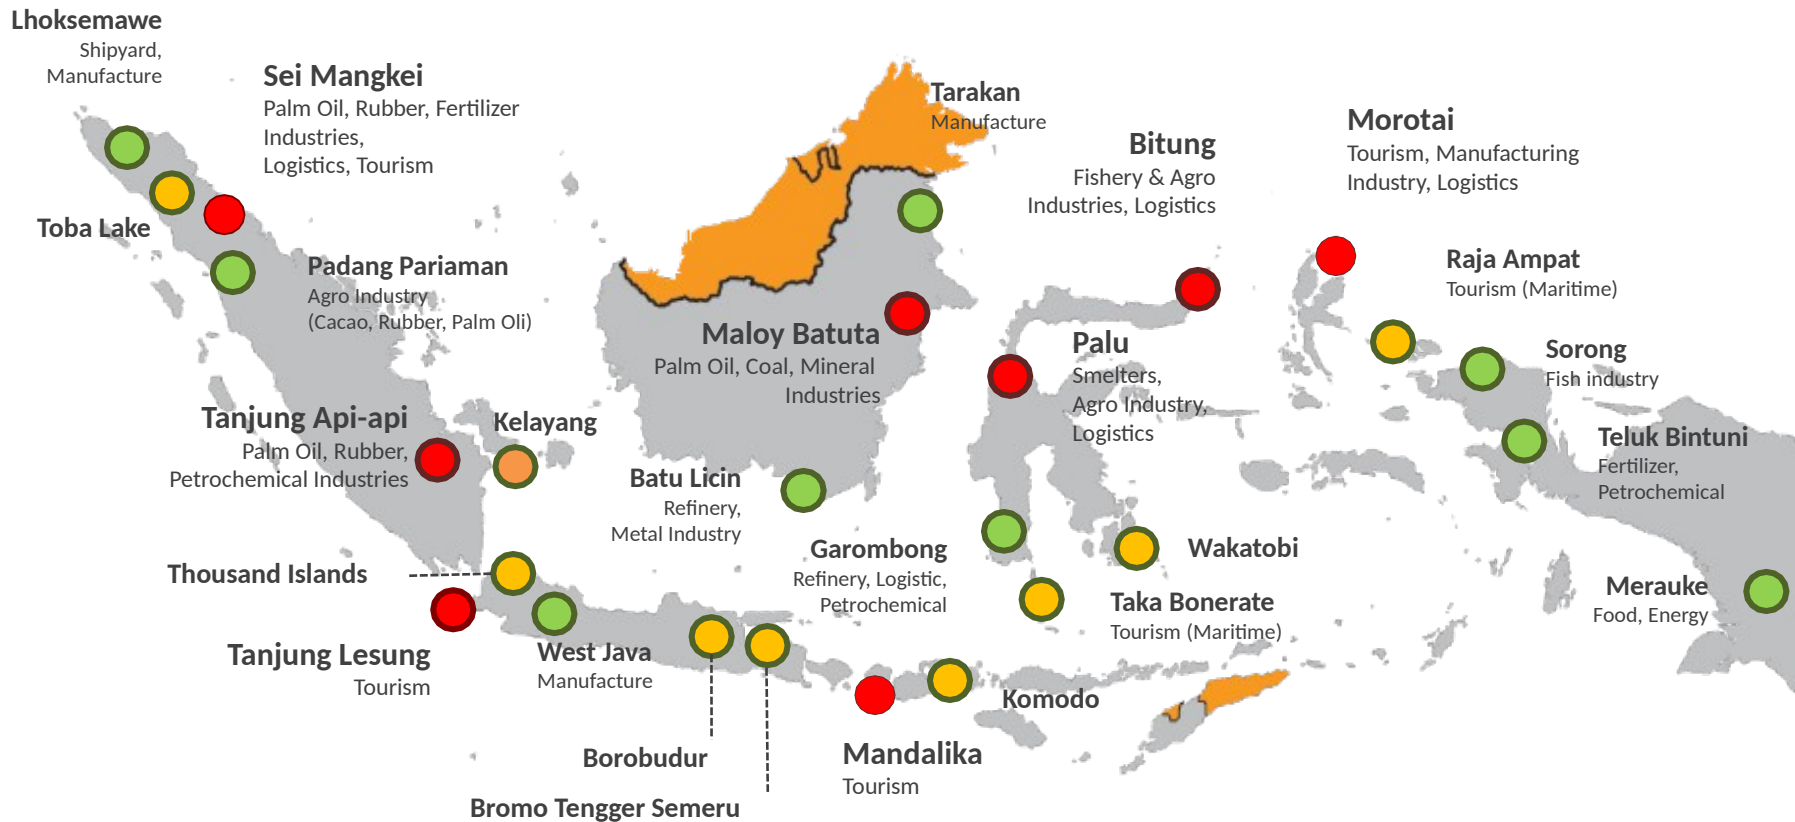 Lhoksemawe
Shipyard,
Manufacture
Sei Mangkei
Palm Oil, Rubber, Fertilizer
Industries,
Logistics, Tourism
Tarakan
Manufacture
Bitung
Fishery & Agro
Industries, Logistics
Morotai
Tourism, Manufacturing
Industry, Logistics
Toba Lake
Padang Pariaman
Agro Industry
(Cacao, Rubber, Palm Oli)
Raja Ampat
Tourism (Maritime)
Maloy Batuta
Palm Oil, Coal, Mineral
Industries
Palu
Smelters,
Agro Industry,
Logistics
Sorong
Fish industry
Tanjung Api-api
Palm Oil, Rubber,
Petrochemical Industries
Kelayang
Teluk Bintuni
Fertilizer,
Petrochemical
Batu Licin
Refinery,
Metal Industry
Garombong
Refinery, Logistic,
Petrochemical
Wakatobi
Thousand Islands
Taka Bonerate
Tourism (Maritime)
Merauke
Food, Energy
Tanjung Lesung
Tourism
West Java
Manufacture
Komodo
Borobudur
Mandalika
Tourism
Bromo Tengger Semeru